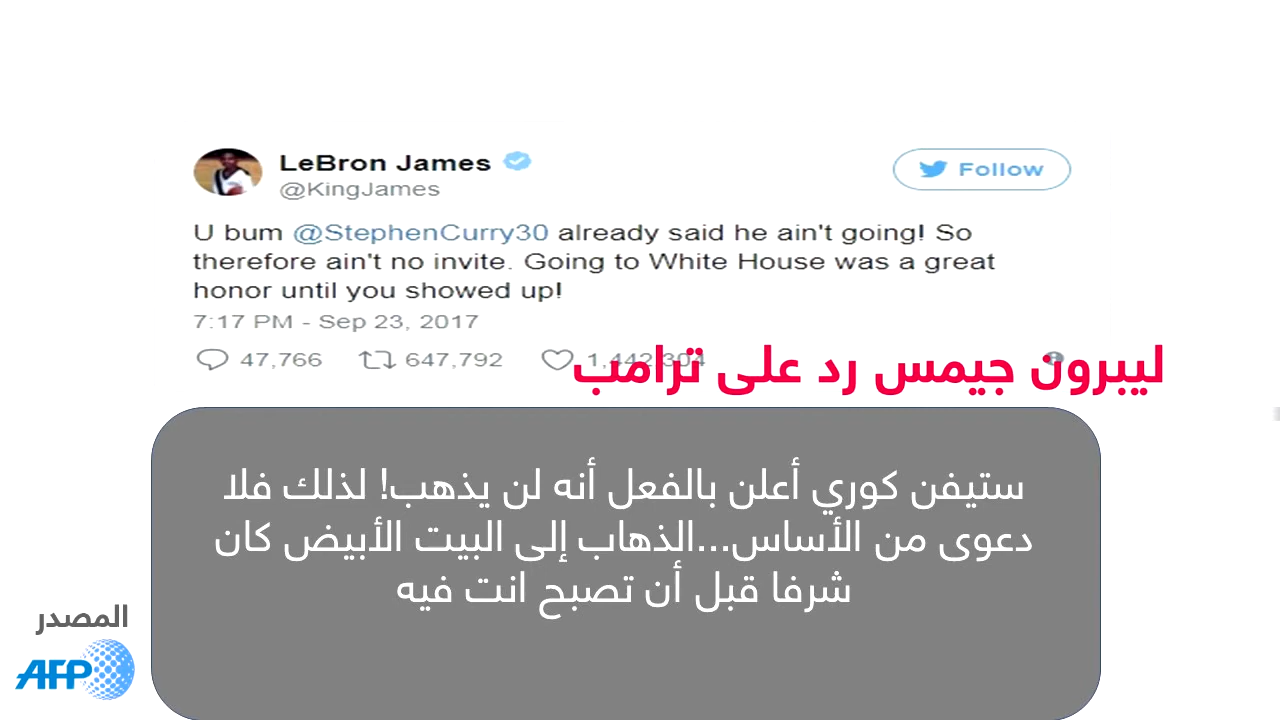 LeBron James
@KingJames
Follow
U bum @StephenCurry30 already said he ain't going! So
therefore ain't no invite. Going to White House was a great
honor until you showed up!
7:17 PM - Sep 23, 2017
47,766 647,792 1,442,304
ليبرون جيمس رد على ترامب
ستيفن كوري أعلن بالفعل أنه لن يذهب! لذلك فلا
دعوى من الأساس...الذهاب إلى البيت الأبيض كان
شرفا قبل أن تصبح انت فيه
المصدر
AFP